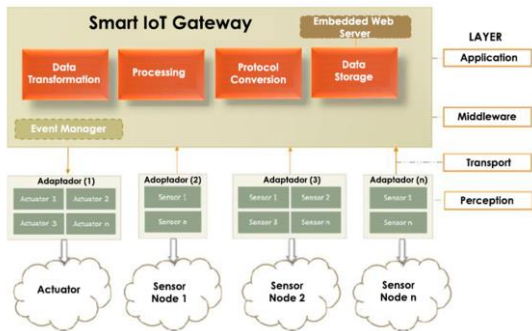 Smart IoT Gateway
Embedded Web
Server
LAYER
Data
Transformation
Processing
Protocol
Conversion
Data
Storage
Application
Event Manager
Middleware
Transport
Adaptador (1)
Adaptador (2)
Adaptador (3)
Adaptador (n)
Actuator 1
Actuator 2
Sensor 1
Sensor 1
Sensor 2
Sensor 1
Perception
Actuator 3
Actuator n
Sensor n
Sensor 3
Sensor n
Sensor n
Actuator
Sensor
Node 1
Sensor
Node 2
Sensor
Node n